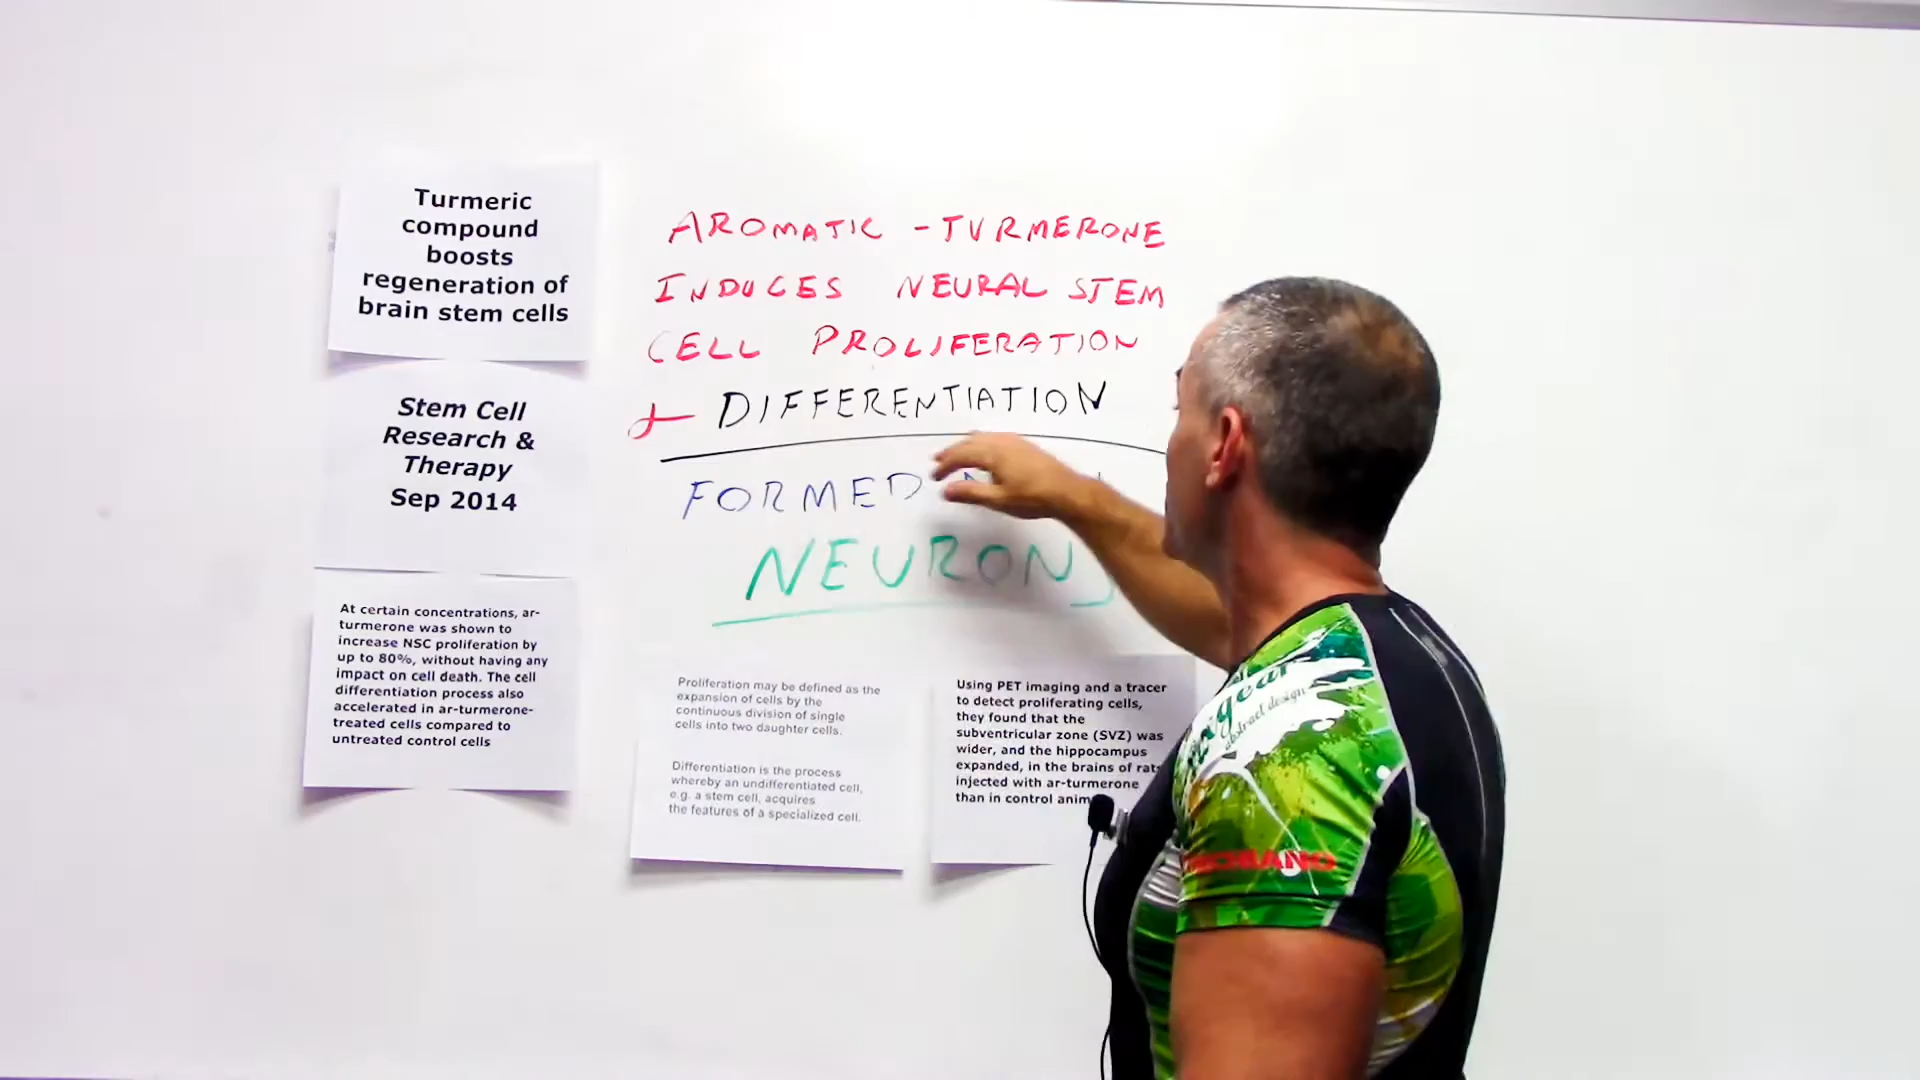 Turmeric
compound
boosts
regeneration of
brain stem cells
Stem Cell
Research &
Therapy
Sep 2014
At certain concentrations, ar-
turmerone was shown to
increase NSC proliferation by
up to 80%, without having any
impact on cell death. The cell
differentiation process also
accelerated in ar-turmerone-
treated cells compared to
untreated control cells
AROMATIC -TURMERONE
INDUCES NEURAL STEM
CELL PROLIFERATION
+ DIFFERENTIATION
FORMED
NEURONS
Proliferation may be defined as the
expansion of cells by the
continuous division of single
cells into two daughter cells.
Differentiation is the process
whereby an undifferentiated cell,
e.g. a stem cell, acquires
the features of a specialized cell.
Using PET imaging and a tracer
to detect proliferating cells,
they found that the
subventricular zone (SVZ) was
wider, and the hippocampus
expanded, in the brains of rats
injected with ar-turmerone
than in control
abstract design